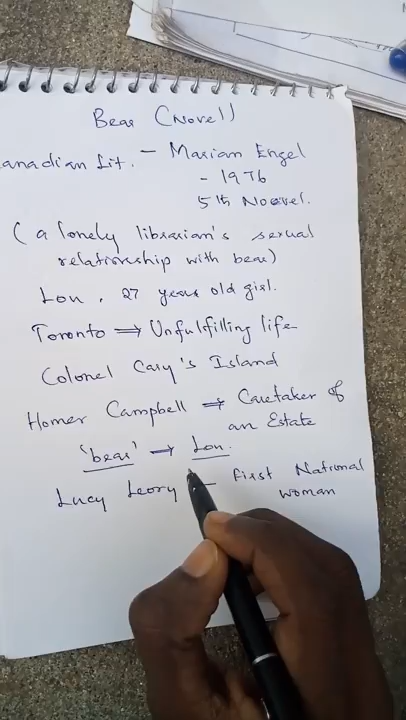 Bear (Novel)
Canadian Lit. - Marian Engel
- 1976
5th Noovel.
(a lonely librarian's sexual
relationship with bear)
Lou, 27 years old girl.
Toronto ⇒ Unfulfilling life
Colonel Cary's Island
Homer Campbell ⇒ Caretaker of
an Estate
'bear' → Lou.
Lucy Leory - First National
woman